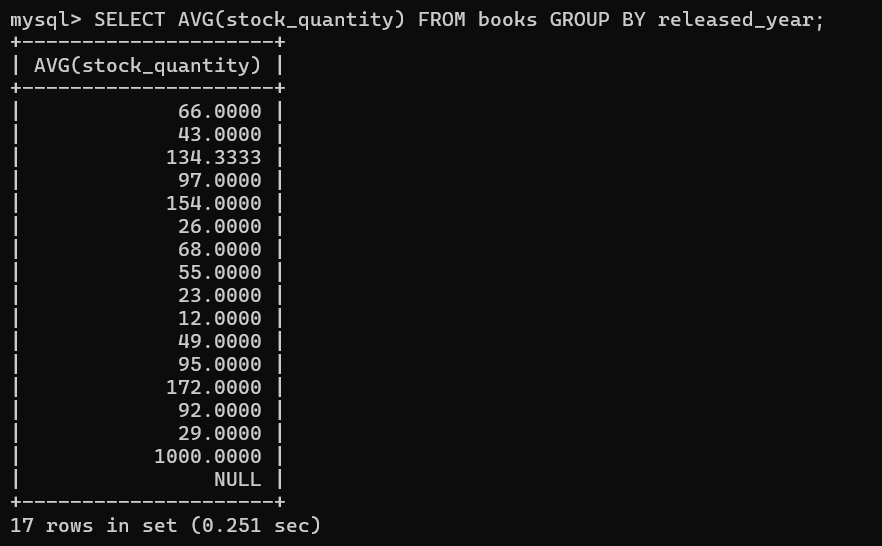 mysql> SELECT AVG(stock_quantity) FROM books GROUP BY released_year;
+---------------------+
| AVG(stock_quantity) |
+---------------------+
|             66.0000 |
|             43.0000 |
|            134.3333 |
|             97.0000 |
|            154.0000 |
|             26.0000 |
|             68.0000 |
|             55.0000 |
|             23.0000 |
|             12.0000 |
|             49.0000 |
|             95.0000 |
|            172.0000 |
|             92.0000 |
|             29.0000 |
|           1000.0000 |
|                NULL |
+---------------------+
17 rows in set (0.251 sec)